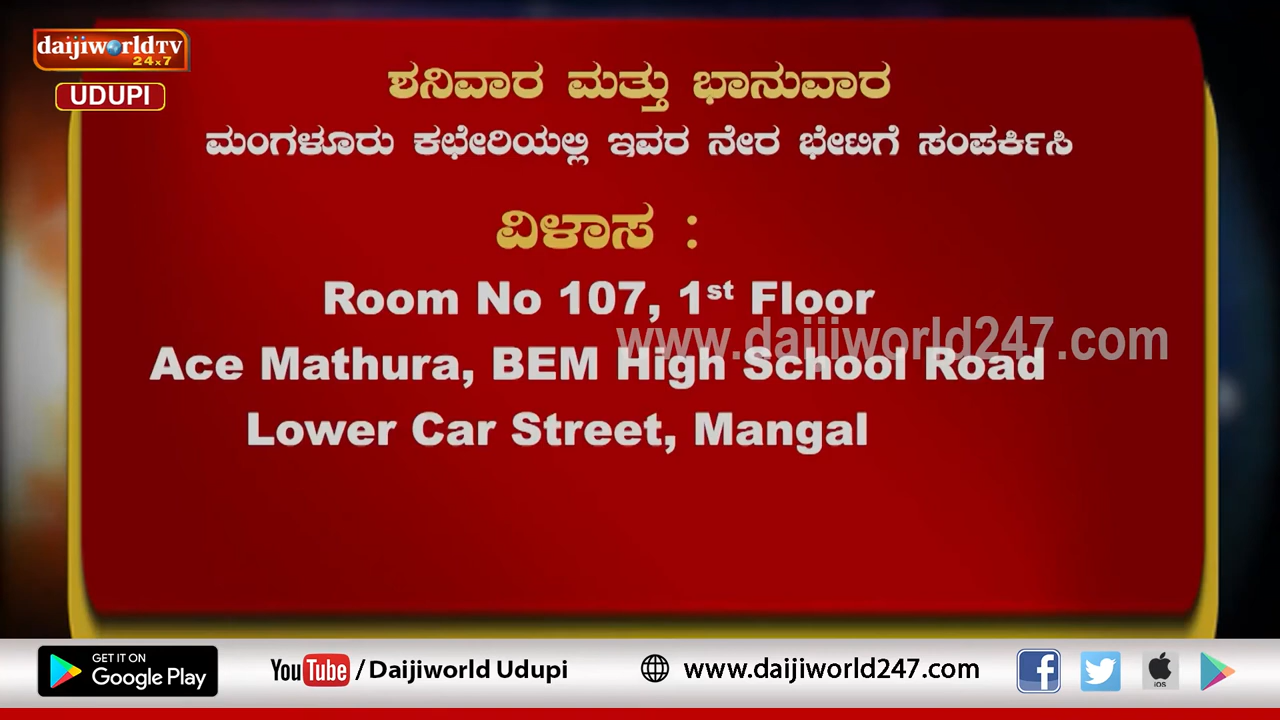 daijiworldTV
24x7
UDUPI
ಶನಿವಾರ ಮತ್ತು ಭಾನುವಾರ
ಮಂಗಳೂರು ಕಛೇರಿಯಲ್ಲಿ ಇವರ ನೇರ ಭೇಟಿಗೆ ಸಂಪರ್ಕಿಸಿ
ವಿಳಾಸ :
Room No 107, 1st Floor
www.daijiworld247.com
Ace Mathura, BEM High School Road
Lower Car Street, Mangal
GET IT ON
Google Play
YouTube / Daijiworld Udupi
www.daijiworld247.com
iOS